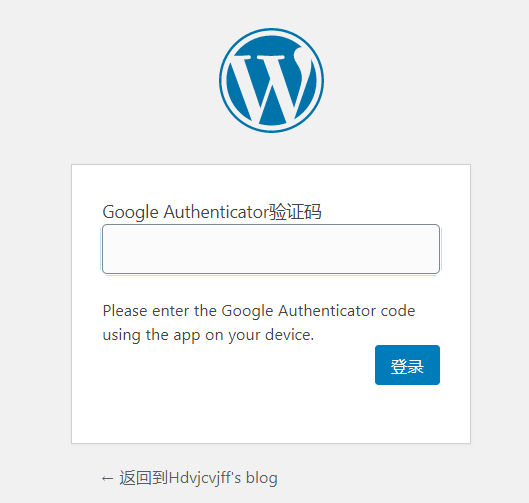 Google Authenticator验证码
Please enter the Google Authenticator code
using the app on your device.
登录
← 返回到Hdvjcvjff's blog